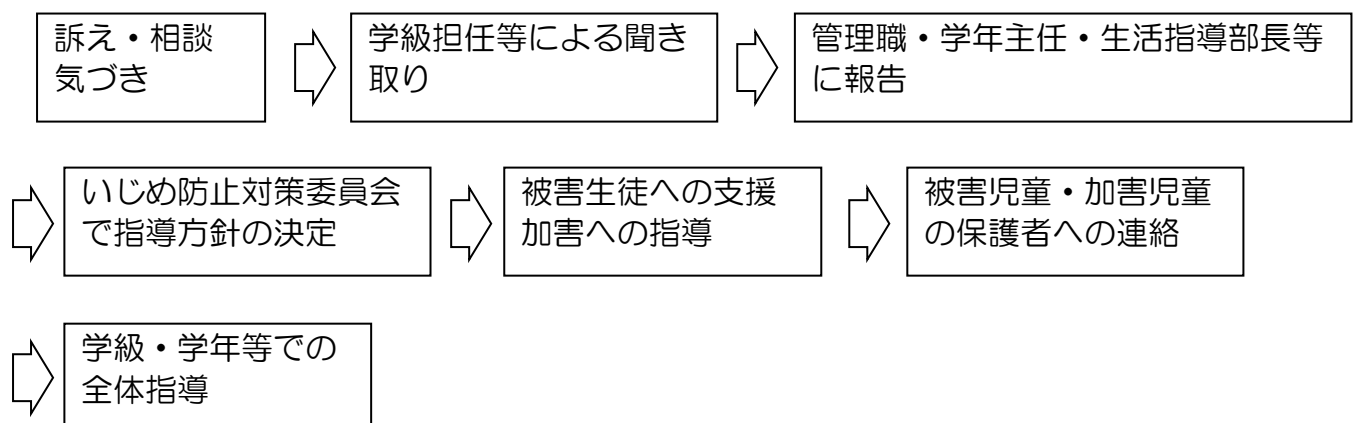 訴え・相談
気づき
学級担任等による聞き
取り
管理職・学年主任・生活指導部長等
に報告
いじめ防止対策委員会
で指導方針の決定
被害生徒への支援
加害への指導
被害児童・加害児童
の保護者への連絡
学級・学年等での
全体指導